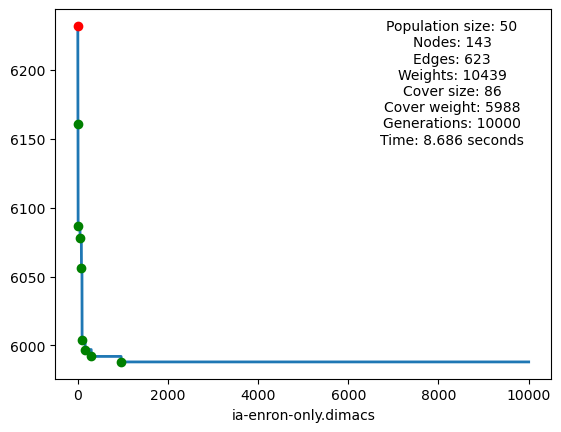 Population size: 50
Nodes: 143
Edges: 623
Weights: 10439
Cover size: 86
Cover weight: 5988
Generations: 10000
Time: 8.686 seconds
6200
6150
6100
6050
6000
0 2000 4000 6000 8000 10000
ia-enron-only.dimacs